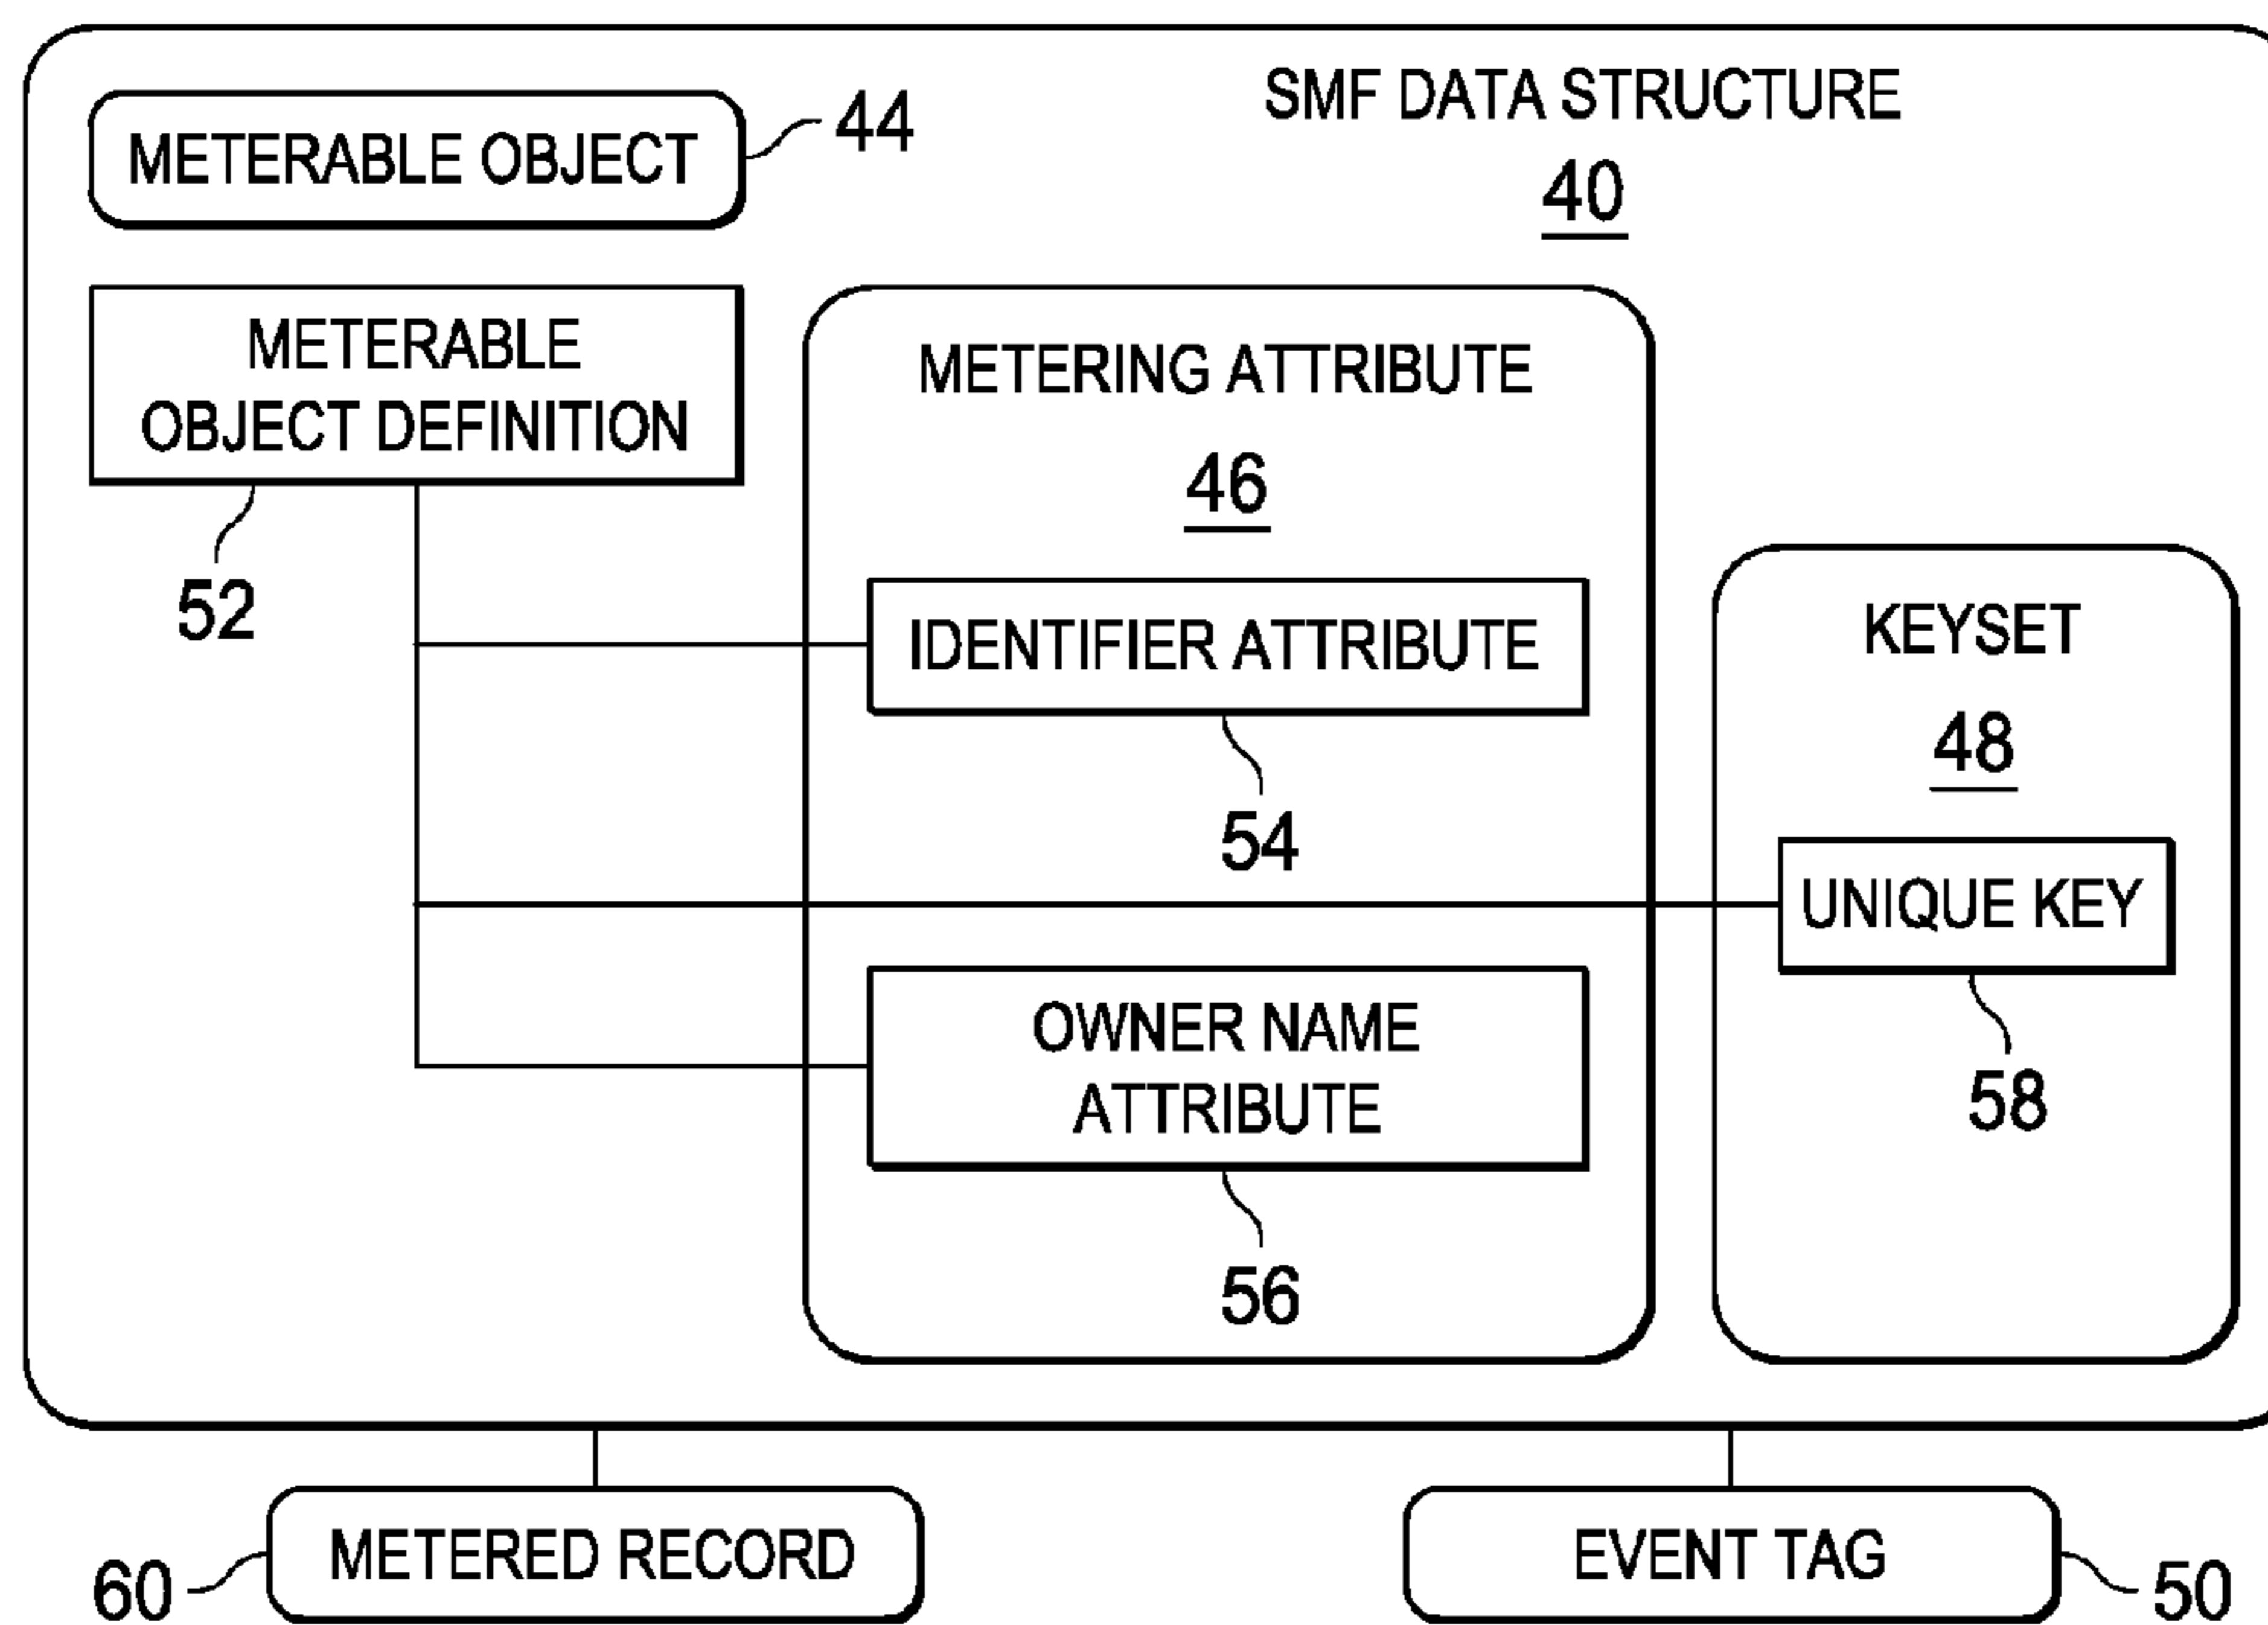 SMF DATA STRUCTURE
40
METERABLE OBJECT
44
METERABLE
OBJECT DEFINITION
52
METERING ATTRIBUTE
46
IDENTIFIER ATTRIBUTE
54
KEYSET
48
UNIQUE KEY
58
OWNER NAME
ATTRIBUTE
56
METERED RECORD
60
EVENT TAG
50